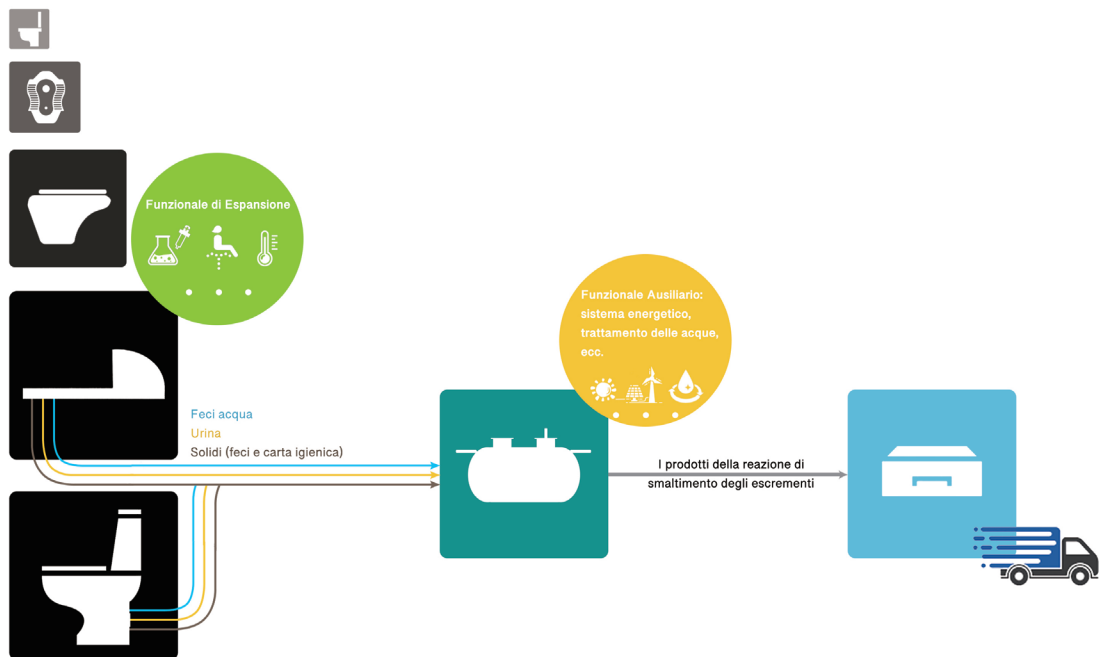 Funzionale di Espansione
Funzionale Ausiliario:
sistema energetico,
trattamento delle acque,
ecc.
Feci acqua
Urina
Solidi (feci e carta igienica)
I prodotti della reazione di
smaltimento degli escrementi